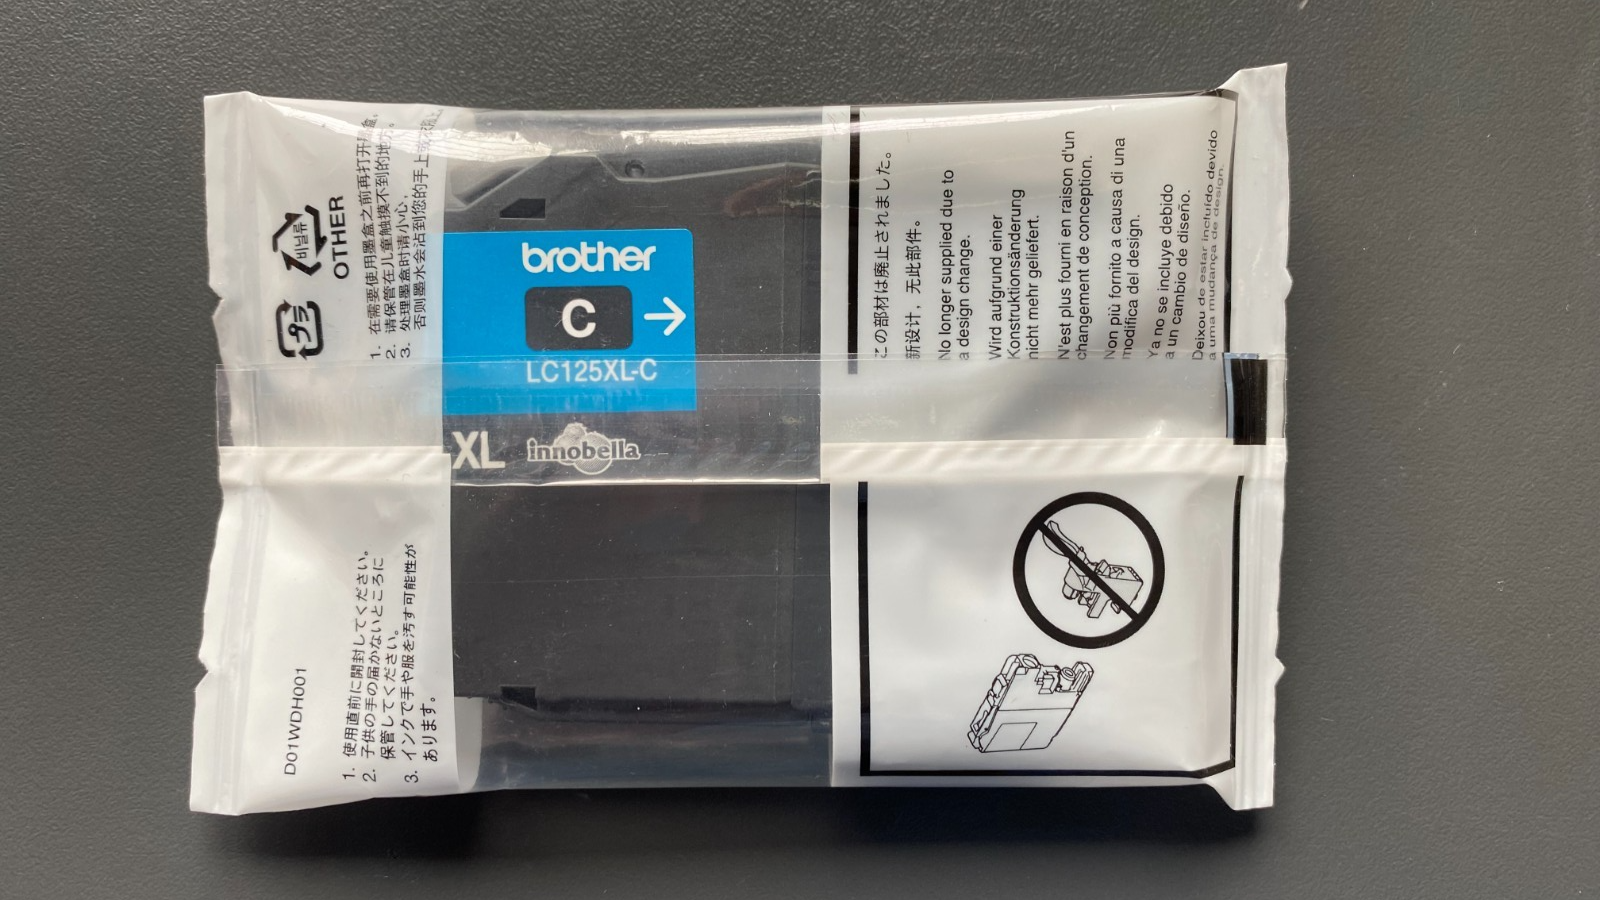 brother
C
LC125XL-C
XL
innobella
비닐류
OTHER
プラ
1. 在需要使用墨盒之前再打开墨盒。
2. 请保管在儿童触摸不到的地方。
3. 处理墨盒时请小心,
否则墨水会沾到您的手上或衣服上
D01WDH001
1. 使用直前に開封してください。
2. 子供の手の届かないところに
保管してください。
3. インクで手や服を汚す可能性が
あります。
この部材は廃止されました。
新设计，无此部件。
No longer supplied due to
a design change.
Wird aufgrund einer
Konstruktionsänderung
nicht mehr geliefert.
N'est plus fourni en raison d'un
changement de conception.
Non più fornito a causa di una
modifica del design.
Ya no se incluye debido
a un cambio de diseño.
Deixou de estar incluído devido
a uma mudança de design.